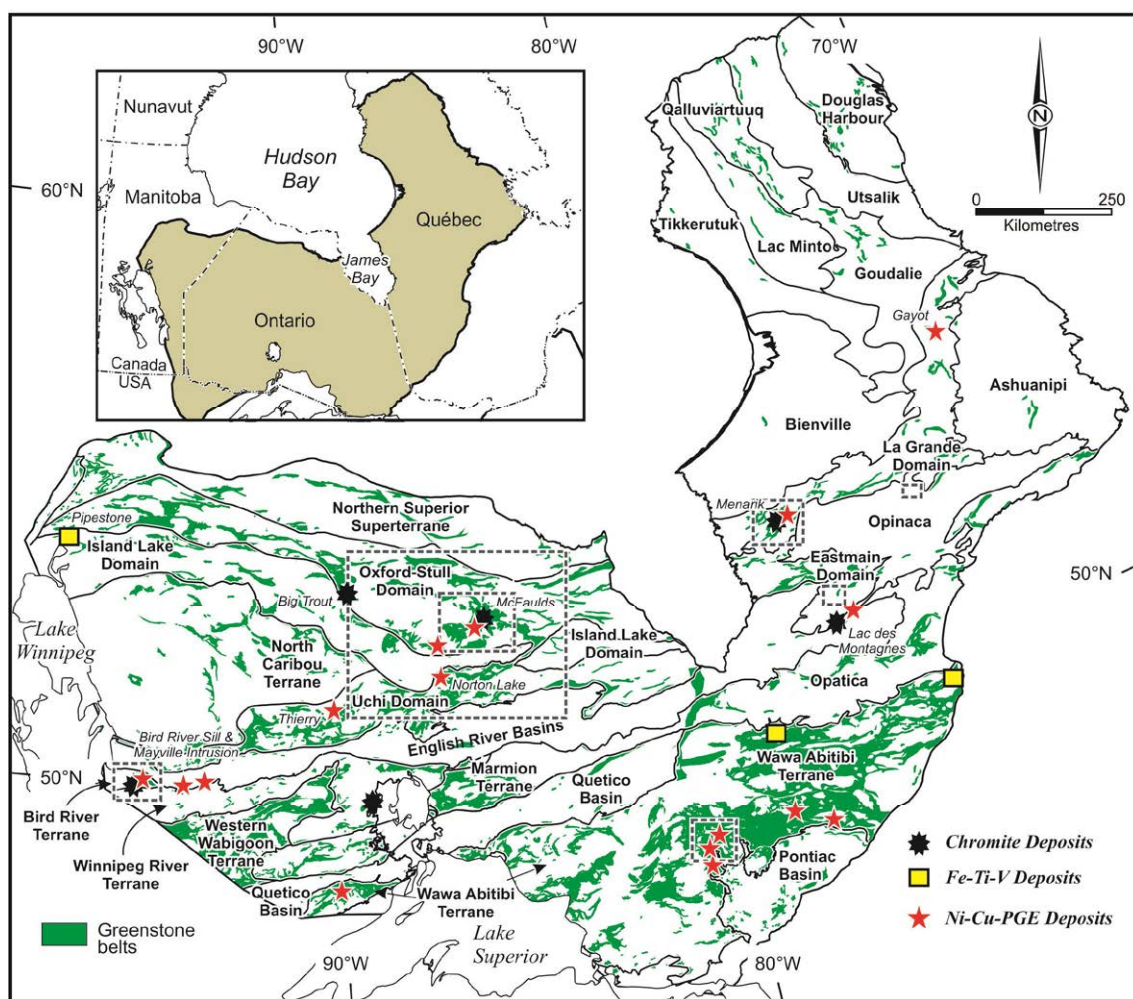 90°W
80°W
70°W
Nunavut
Hudson
Bay
60°N
Manitoba
Québec
James
Bay
Ontario
Canada
USA
Qalluviartuuq
Douglas
Harbour
N
0
250
Kilometres
Utsalik
Tikkerutuk
Lac Minto
Goudalie
Gayot
Ashuanipi
Bienville
La Grande
Domain
Menarik
Opinaca
Eastmain
Domain
50°N
Lac des
Montagnes
Opatica
Pipestone
Island Lake
Domain
Northern Superior
Superterrane
Oxford-Stull
Domain
Big Trout
McFaulds
Lake
Winnipeg
North
Caribou
Terrane
Island Lake
Domain
Norton Lake
Uchi Domain
Thierry
Bird River Sill &
Mayville Intrusion
English River Basins
50°N
Marmion
Terrane
Quetico
Basin
Wawa Abitibi
Terrane
Bird River
Terrane
Western
Wabigoon
Terrane
Winnipeg River
Terrane
Pontiac
Basin
Quetico
Basin
Wawa Abitibi
Terrane
Lake
Superior
Greenstone
belts
Chromite Deposits
Fe-Ti-V Deposits
Ni-Cu-PGE Deposits
90°W
80°W